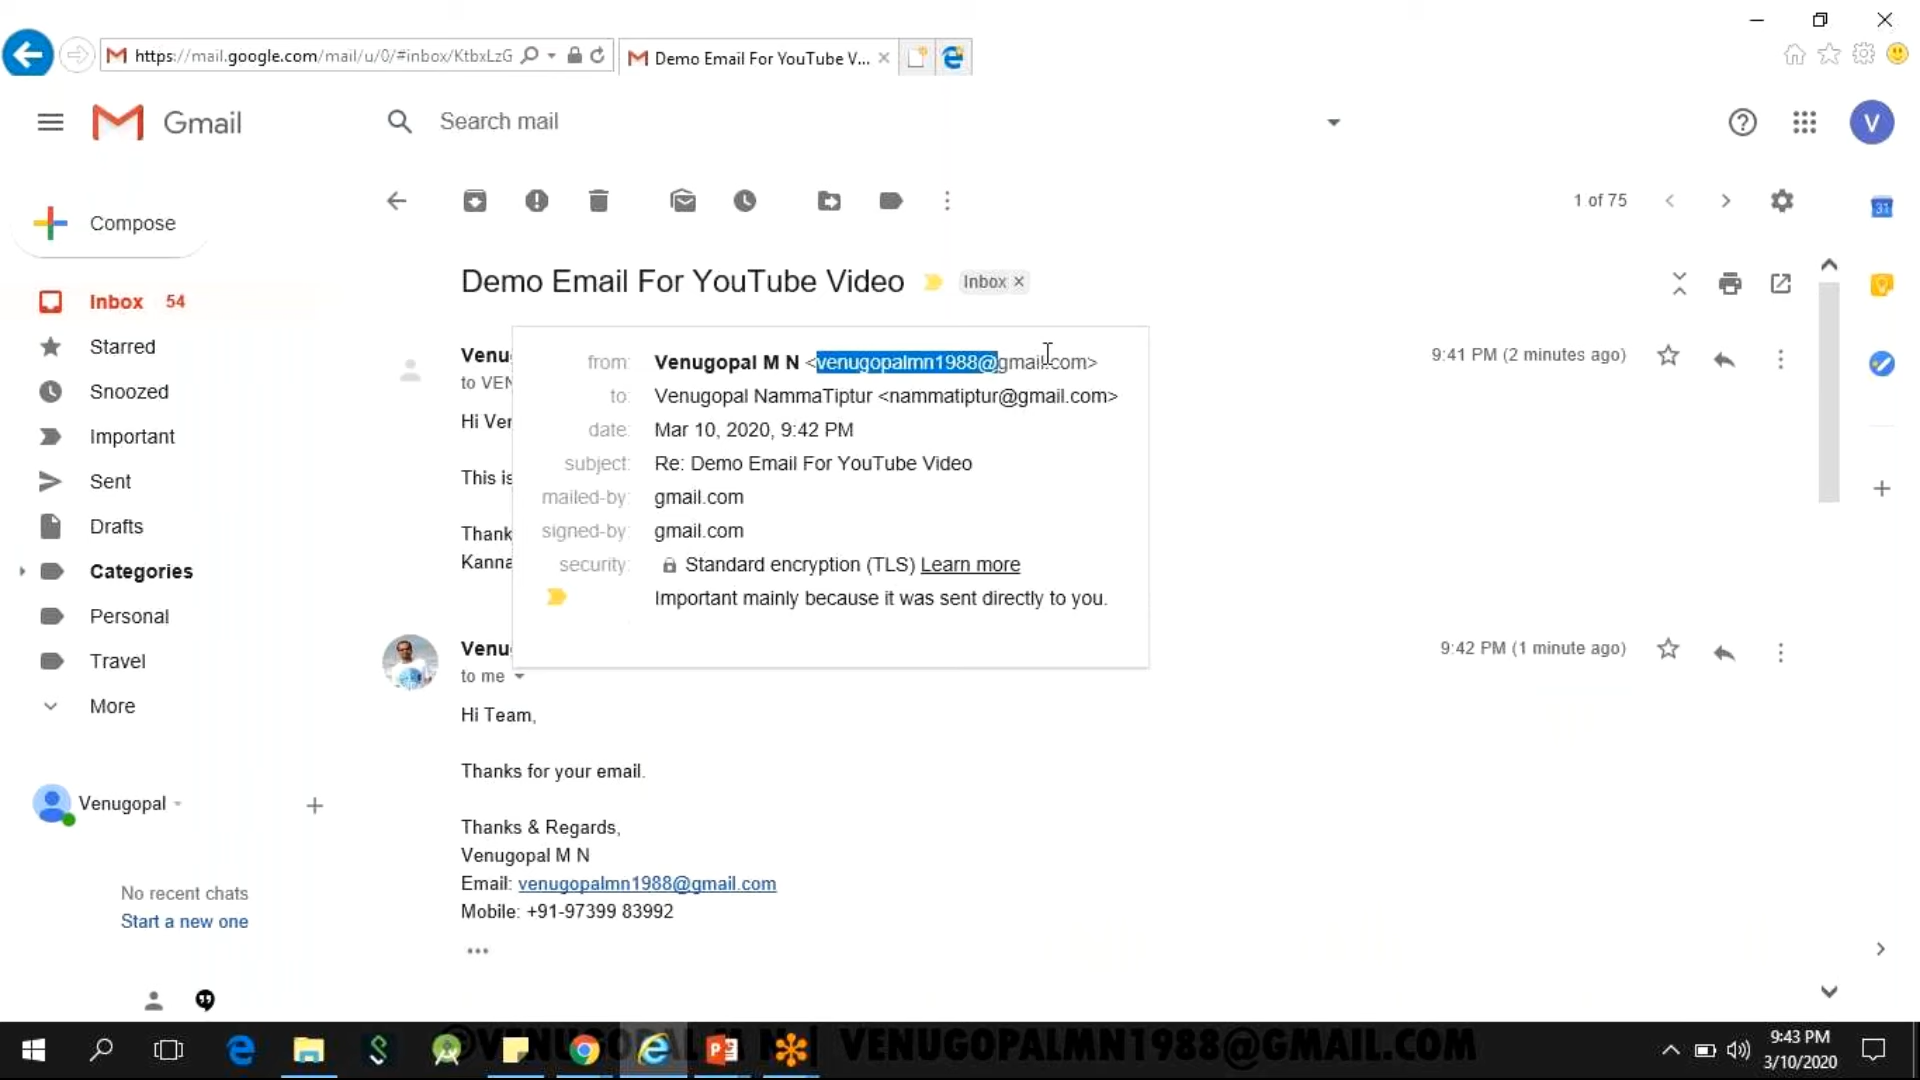 https://mail.google.com/mail/u/0/#inbox/KtbxLzG
Demo Email For YouTube V...
Gmail
Search mail
V
Compose
1 of 75
31
Demo Email For YouTube Video
Inbox
Inbox 54
Starred
Snoozed
Important
Sent
Drafts
Categories
Personal
Travel
More
Venu
9:41 PM (2 minutes ago)
to VEN
Hi Ver
This is
Thank
Kanna
from: Venugopal M N <venugopalmn1988@gmail.com>
to: Venugopal NammaTiptur <nammatiptur@gmail.com>
date: Mar 10, 2020, 9:42 PM
subject: Re: Demo Email For YouTube Video
mailed-by: gmail.com
signed-by: gmail.com
security: Standard encryption (TLS) Learn more
Important mainly because it was sent directly to you.
Venu
9:42 PM (1 minute ago)
to me
Hi Team,
Thanks for your email.
Thanks & Regards,
Venugopal M N
Email: venugopalmn1988@gmail.com
Mobile: +91-97399 83992
Venugopal
No recent chats
Start a new one
©VENUGOPAL M N | VENUGOPALMN1988@GMAIL.COM
9:43 PM
3/10/2020